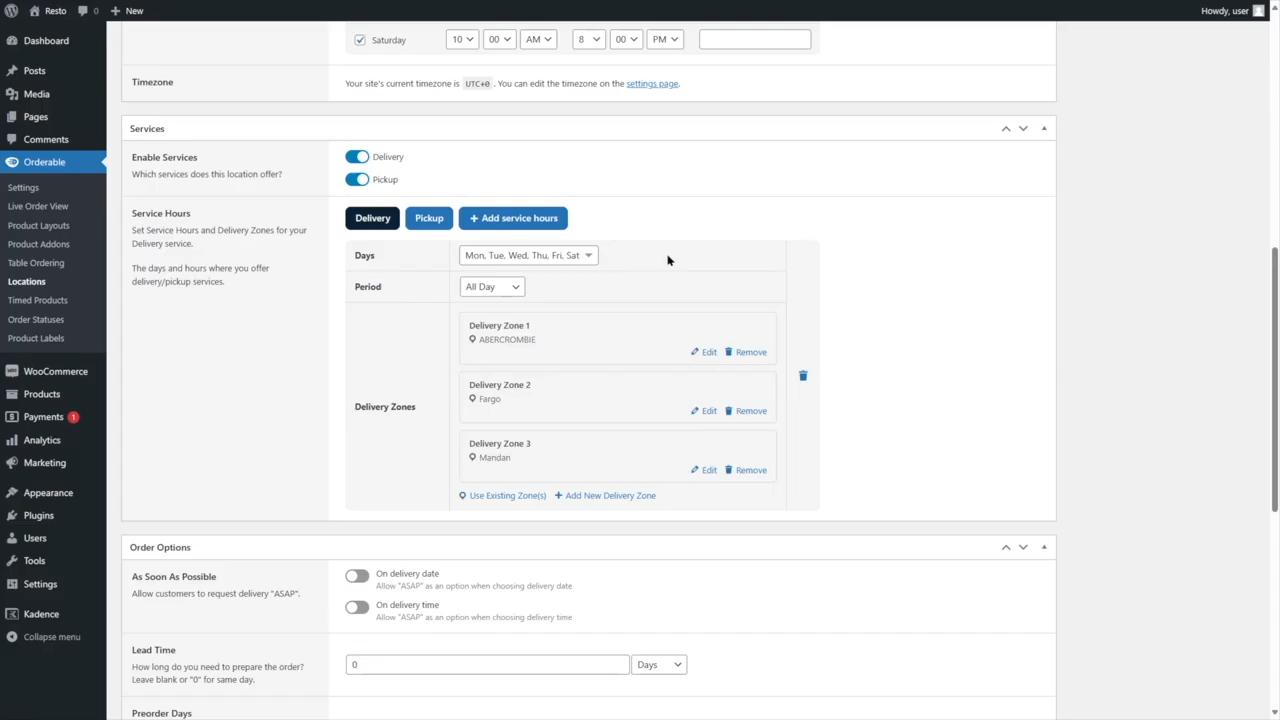 Resto
0
New
Howdy, user
Dashboard
Posts
Media
Pages
Comments
Orderable
Settings
Live Order View
Product Layouts
Product Addons
Table Ordering
Locations
Timed Products
Order Statuses
Product Labels
WooCommerce
Products
Payments 1
Analytics
Marketing
Appearance
Plugins
Users
Tools
Settings
Kadence
Collapse menu
Saturday 10 00 AM 8 00 PM
Timezone
Your site's current timezone is UTC+0 . You can edit the timezone on the settings page.
Services
Enable Services
Which services does this location offer?
Delivery
Pickup
Service Hours
Set Service Hours and Delivery Zones for your
Delivery service.
The days and hours where you offer
delivery/pickup services.
Delivery Pickup + Add service hours
Days Mon, Tue, Wed, Thu, Fri, Sat
Period All Day
Delivery Zones
Delivery Zone 1
ABERCROMBIE
Edit Remove
Delivery Zone 2
Fargo
Edit Remove
Delivery Zone 3
Mandan
Edit Remove
Use Existing Zone(s) + Add New Delivery Zone
Order Options
As Soon As Possible
Allow customers to request delivery "ASAP".
On delivery date
Allow "ASAP" as an option when choosing delivery date
On delivery time
Allow "ASAP" as an option when choosing delivery time
Lead Time
How long do you need to prepare the order?
Leave blank or "0" for same day.
0 Days
Preorder Days